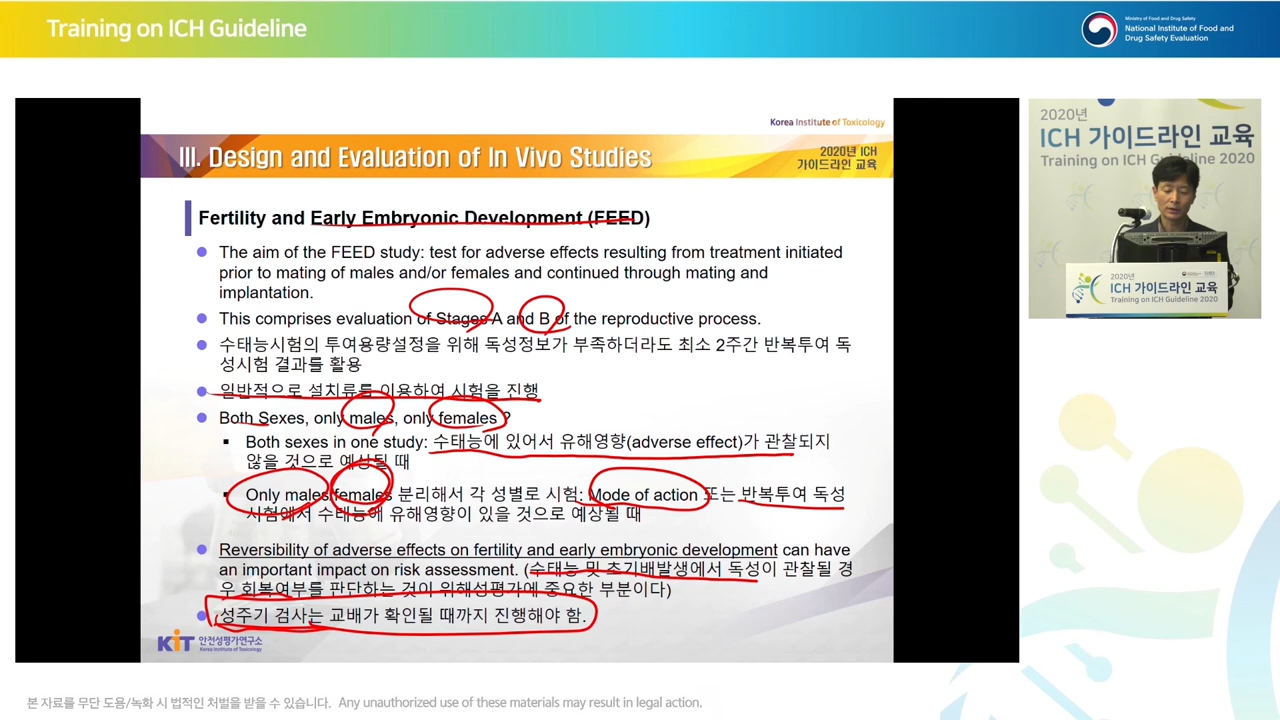 Training on ICH Guideline
Ministry of Food and Drug Safety
National Institute of Food and
Drug Safety Evaluation
Korea Institute of Toxicology
III. Design and Evaluation of In Vivo Studies
2020년 ICH
가이드라인 교육
Fertility and Early Embryonic Development (FEED)
The aim of the FEED study: test for adverse effects resulting from treatment initiated
prior to mating of males and/or females and continued through mating and
implantation.
This comprises evaluation of Stages A and B of the reproductive process.
수태능시험의 투여용량설정을 위해 독성정보가 부족하더라도 최소 2주간 반복투여 독
성시험 결과를 활용
일반적으로 설치류를 이용하여 시험을 진행
Both Sexes, only males, only females ?
Both sexes in one study: 수태능에 있어서 유해영향(adverse effect)가 관찰되지
않을 것으로 예상될 때
Only males females 분리해서 각 성별로 시험: Mode of action 또는 반복투여 독성
시험에서 수태능에 유해영향이 있을 것으로 예상될 때
Reversibility of adverse effects on fertility and early embryonic development can have
an important impact on risk assessment. (수태능 및 초기배발생에서 독성이 관찰될 경
우 회복여부를 판단하는 것이 위해성평가에 중요한 부분이다)
성주기 검사는 교배가 확인될 때까지 진행해야 함.
KIT 안전성평가연구소
Korea Institute of Toxicology
2020년
ICH 가이드라인 교육
Training on ICH Guideline 2020
2020년
ICH 가이드라인 교육
Training on ICH Guideline 2020
본 자료를 무단 도용/녹화 시 법적인 처벌을 받을 수 있습니다. Any unauthorized use of these materials may result in legal action.